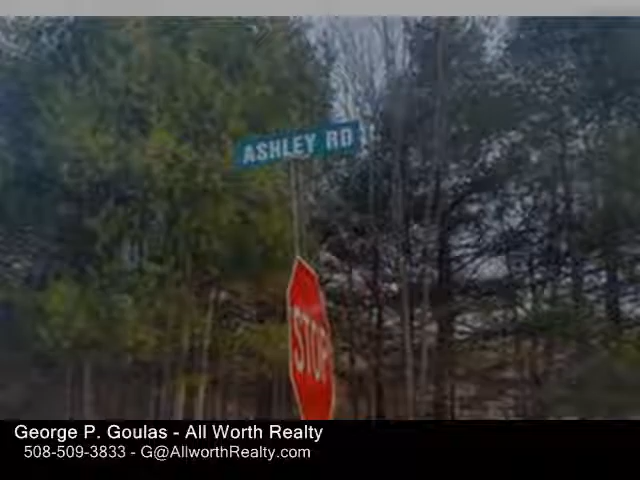 ASHLEY RD
STOP
George P. Goulas - All Worth Realty
508-509-3833 - G@AllworthRealty.com